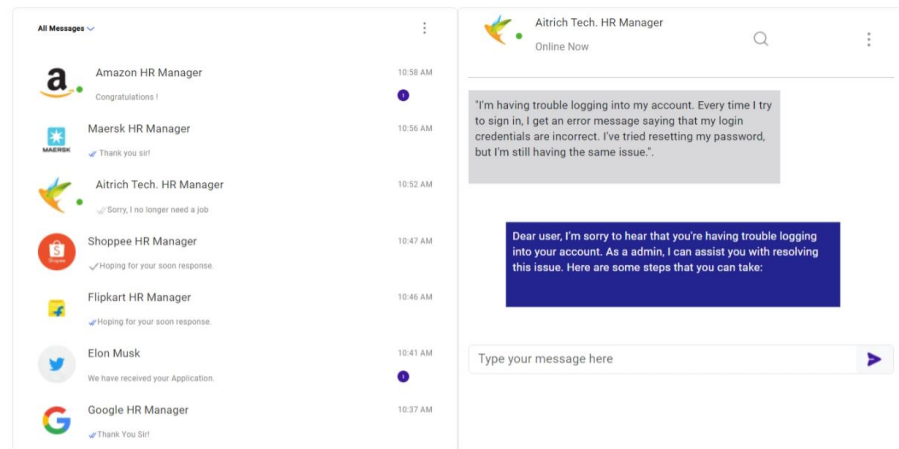 All Messages
Amazon HR Manager
10:58 AM
Congratulations !
1
MAERSK
Maersk HR Manager
10:56 AM
Thank you sir!
Aitrich Tech. HR Manager
10:52 AM
Sorry, I no longer need a job
Shopee
Shoppee HR Manager
10:47 AM
Hoping for your soon response.
Flipkart HR Manager
10:46 AM
Hoping for your soon response.
Elon Musk
10:41 AM
We have received your Application.
1
Google HR Manager
10:37 AM
Thank You Sir!
Aitrich Tech. HR Manager
Online Now
"I'm having trouble logging into my account. Every time I try
to sign in, I get an error message saying that my login
credentials are incorrect. I've tried resetting my password,
but I'm still having the same issue.".
Dear user, I'm sorry to hear that you're having trouble logging
into your account. As a admin, I can assist you with resolving
this issue. Here are some steps that you can take:
Type your message here